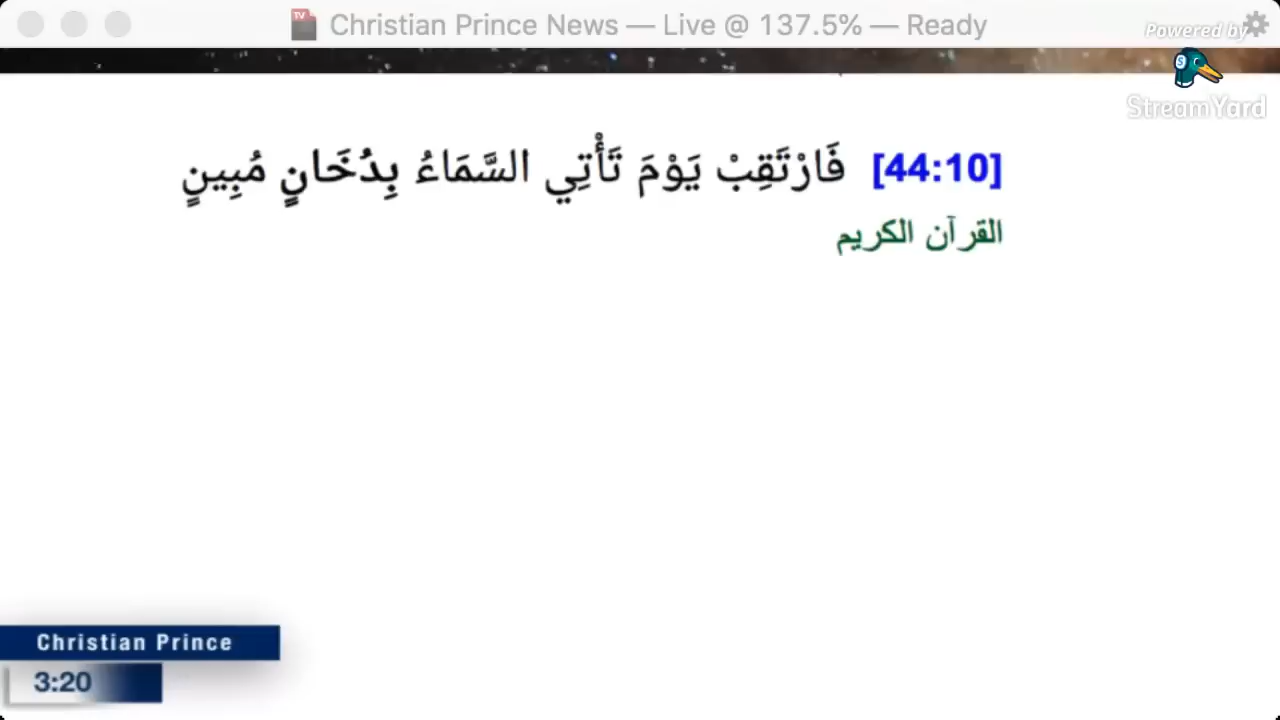 Christian Prince News — Live @ 137.5% — Ready
Powered by
StreamYard
[44:10] فَارْتَقِبْ يَوْمَ تَأْتِي السَّمَاءُ بِدُخَانٍ مُبِينٍ
القرآن الكريم
Christian Prince
3:20